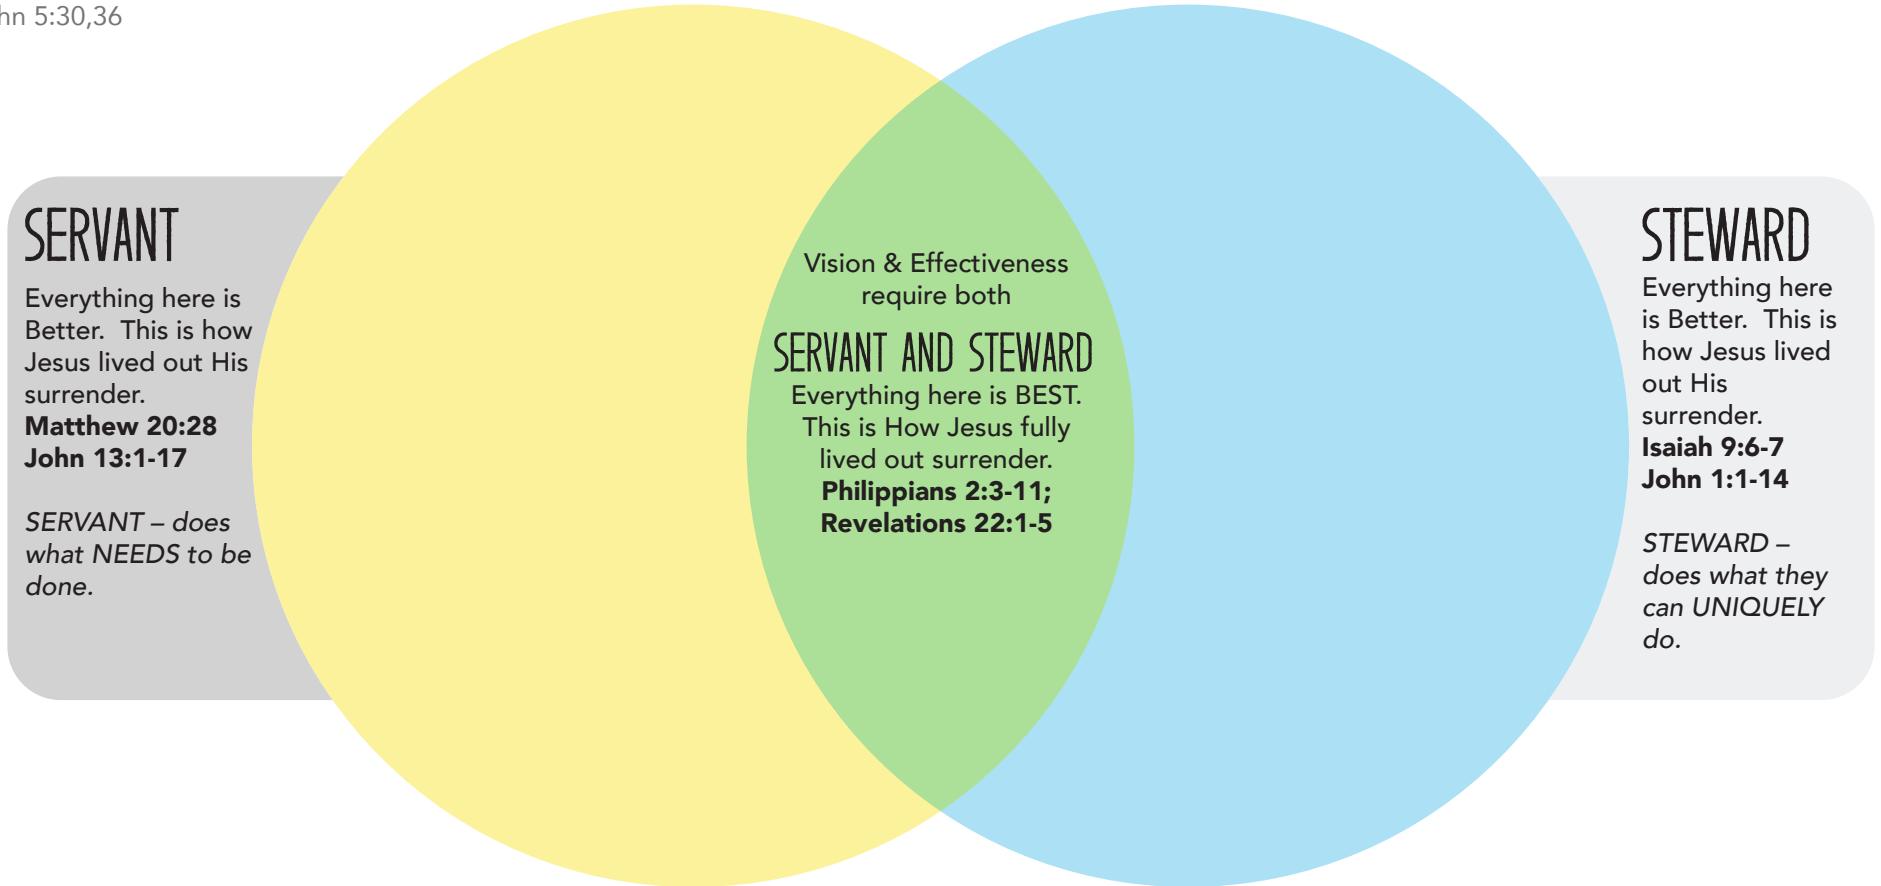 hn 5:30,36
SERVANT
Everything here is
Better.  This is how
Jesus lived out His
surrender.
Matthew 20:28
John 13:1-17
SERVANT – does
what NEEDS to be
done.
Vision & Effectiveness
require both
SERVANT AND STEWARD
Everything here is BEST.
This is How Jesus fully
lived out surrender.
Philippians 2:3-11;
Revelations 22:1-5
STEWARD
Everything here
is Better.  This is
how Jesus lived
out His
surrender.
Isaiah 9:6-7
John 1:1-14
STEWARD –
does what they
can UNIQUELY
do.